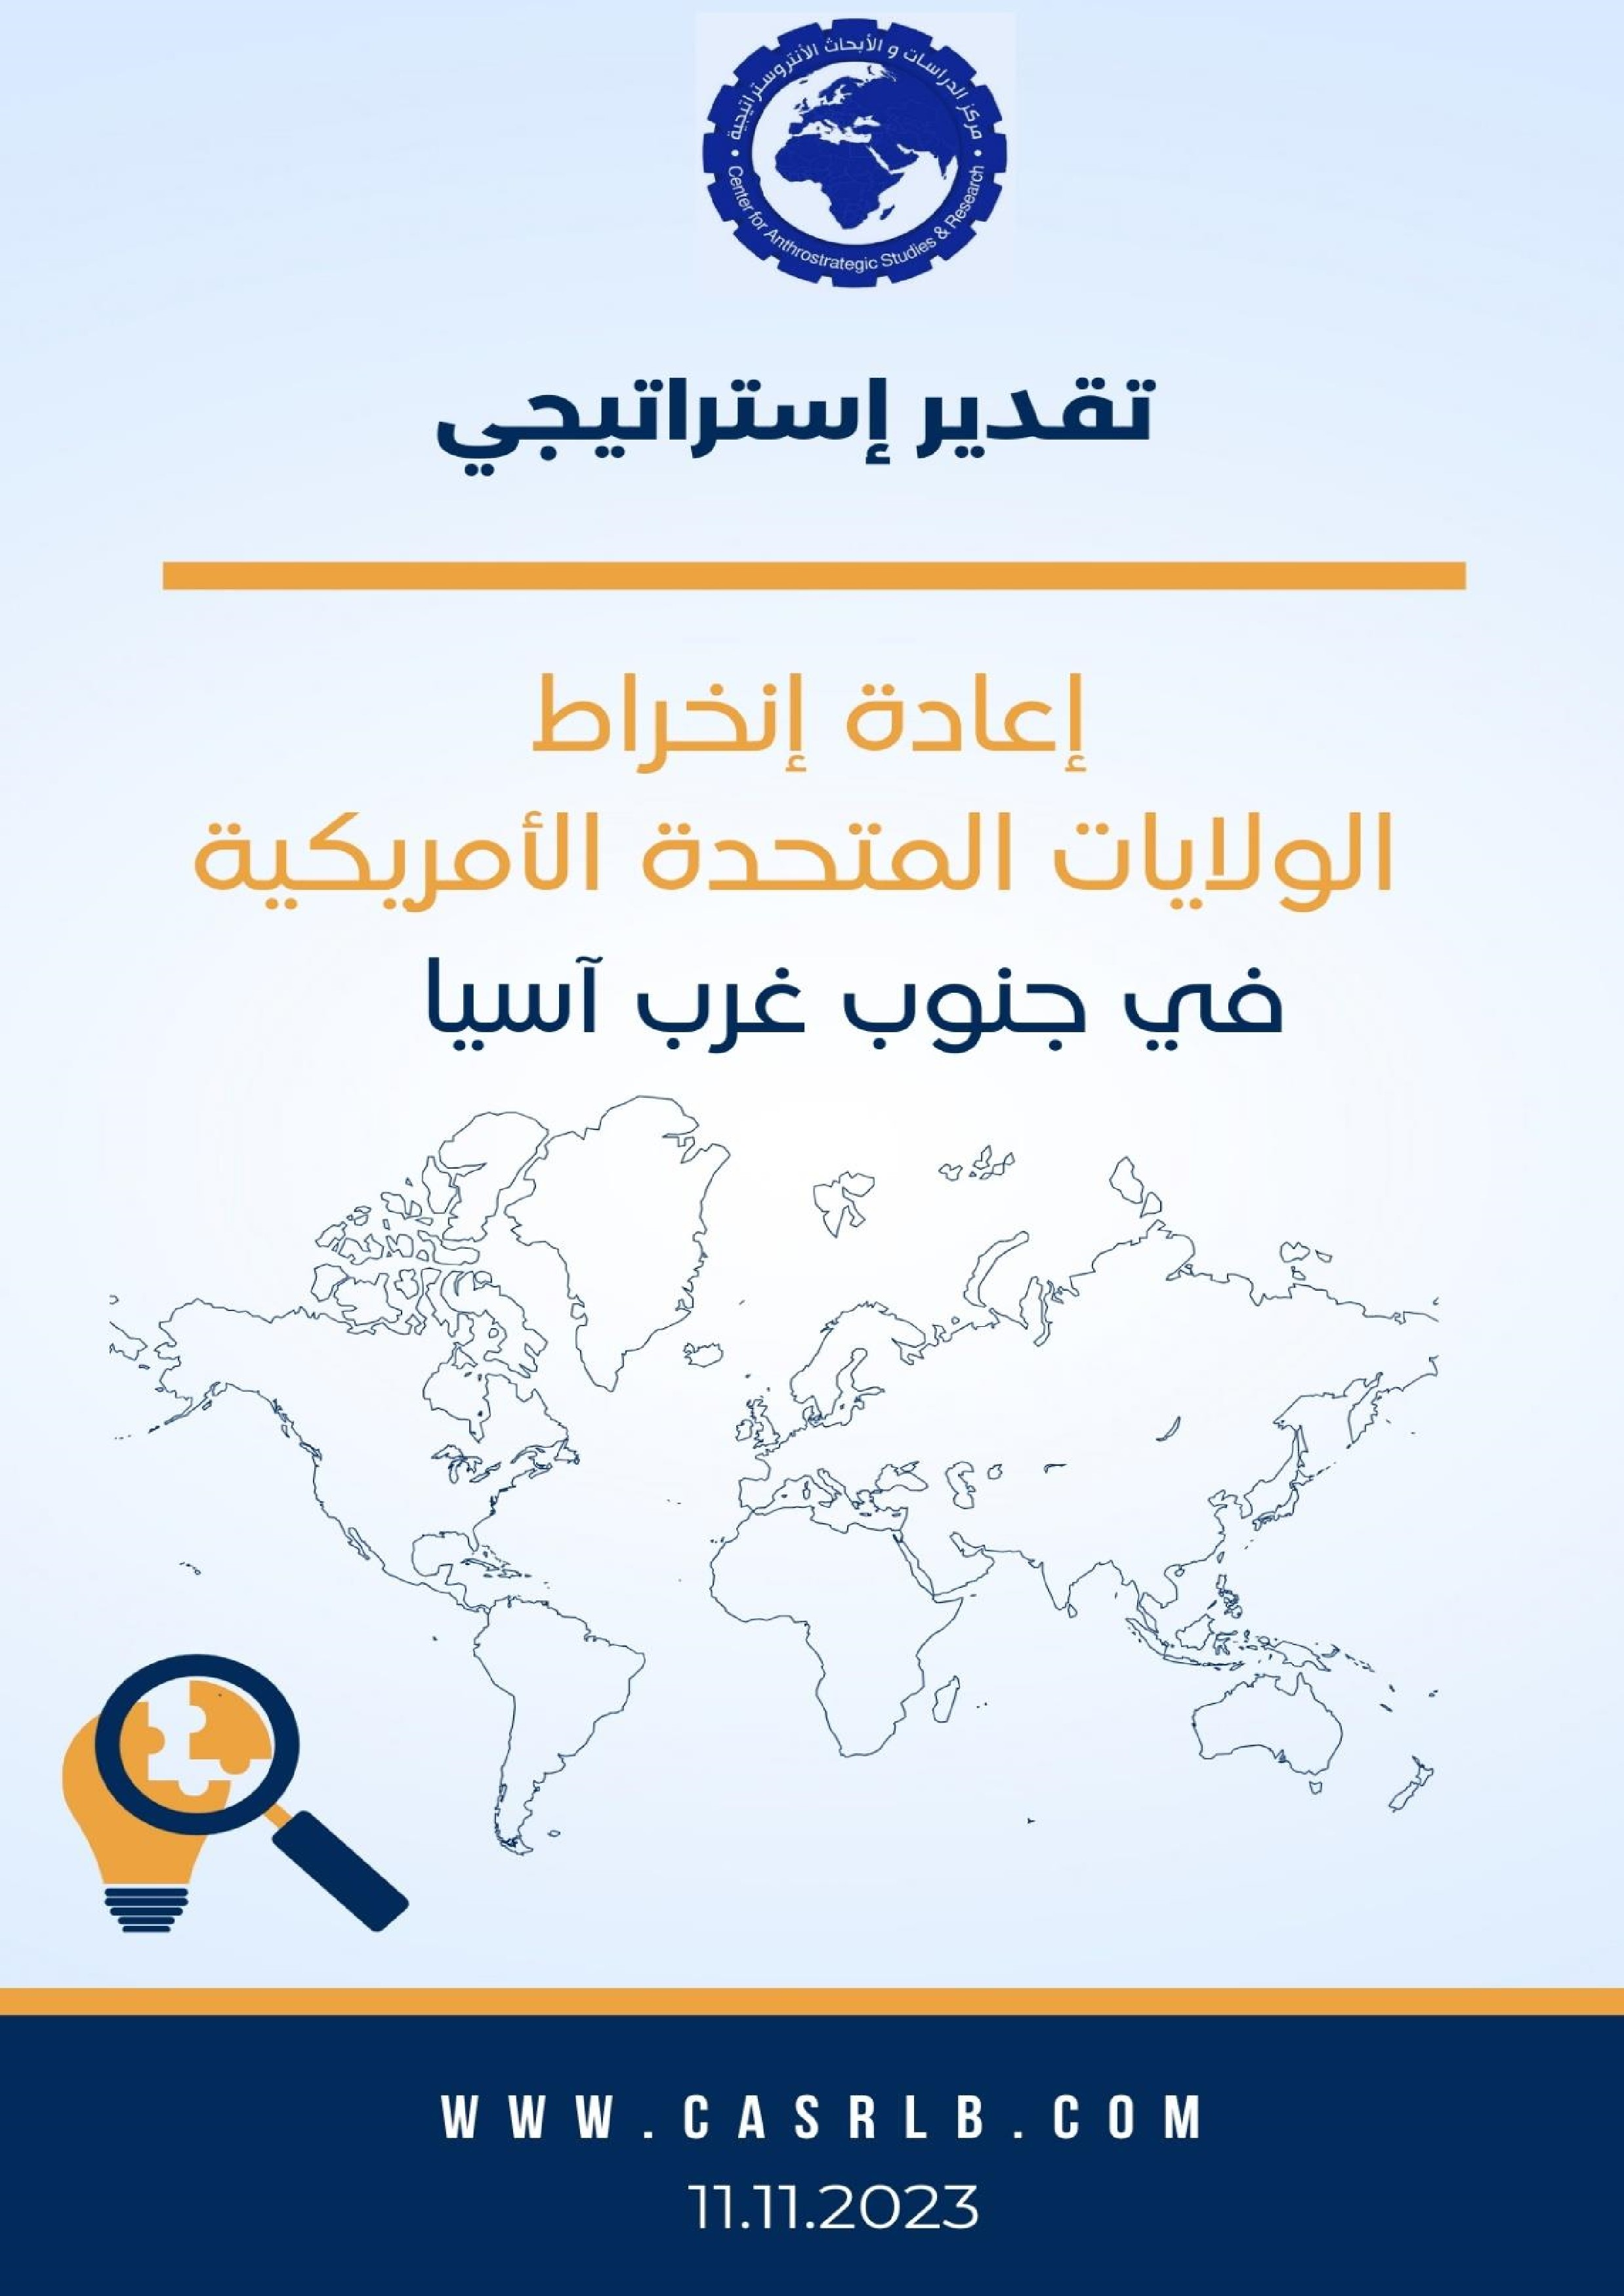 مركز الدراسات و الأبحاث الأنتروستراتيجية
Center for Anthrostrategic Studies & Research
تقدير إستراتيجي
إعادة إنخراط
الولايات المتحدة الأمريكية
في جنوب غرب آسيا
WWW.CASRLB.COM
11.11.2023